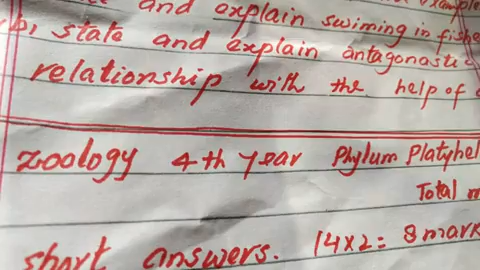 and explain swiming in fishe
b) state and explain antagonastic
relationship with the help of
Zoology 4th year Phylum Platyhel
Total m
short answers. 14x2= 8 mark